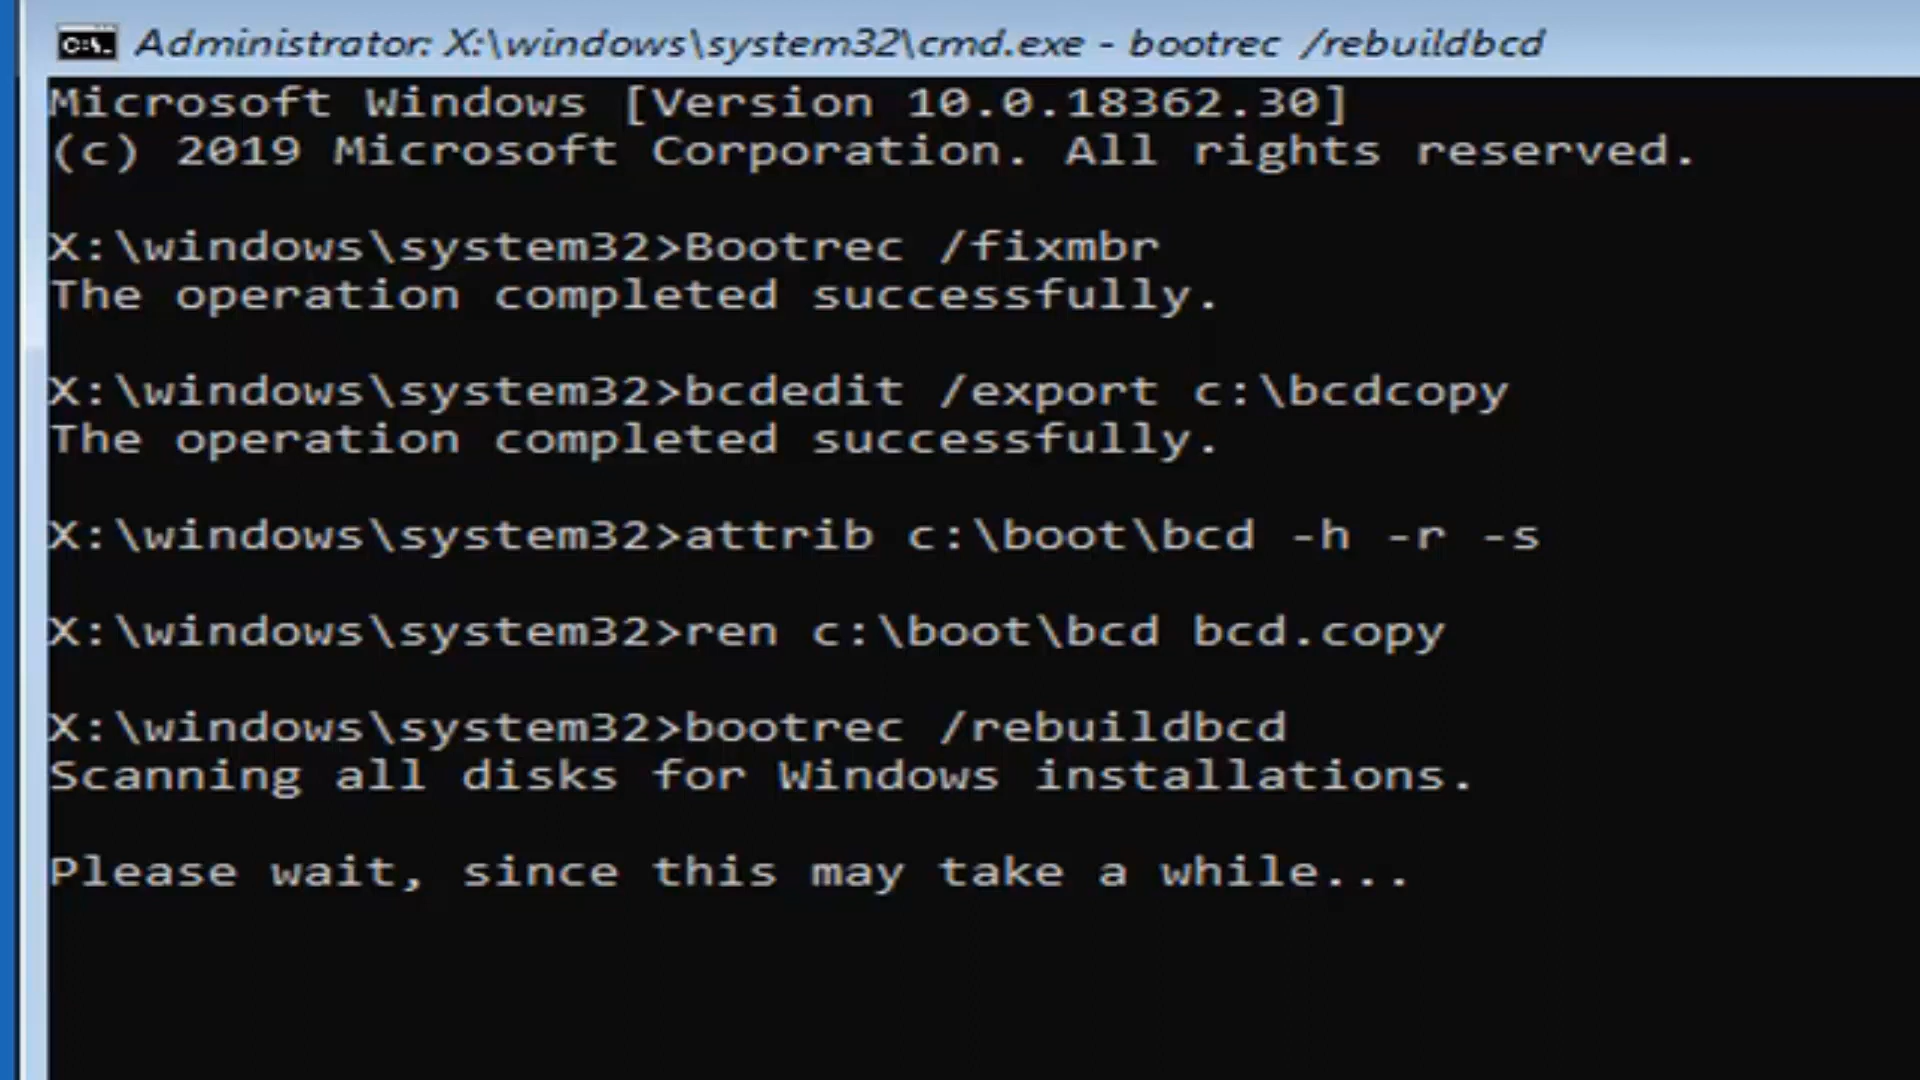 C:\.
Administrator: X:\windows\system32\cmd.exe - bootrec /rebuildbcd
Microsoft Windows [Version 10.0.18362.30]
(c) 2019 Microsoft Corporation. All rights reserved.
X:\windows\system32>Bootrec /fixmbr
The operation completed successfully.
X:\windows\system32>bcdedit /export c:\bcdcopy
The operation completed successfully.
X:\windows\system32>attrib c:\boot\bcd -h -r -s
X:\windows\system32>ren c:\boot\bcd bcd.copy
X:\windows\system32>bootrec /rebuildbcd
Scanning all disks for Windows installations.
Please wait, since this may take a while...